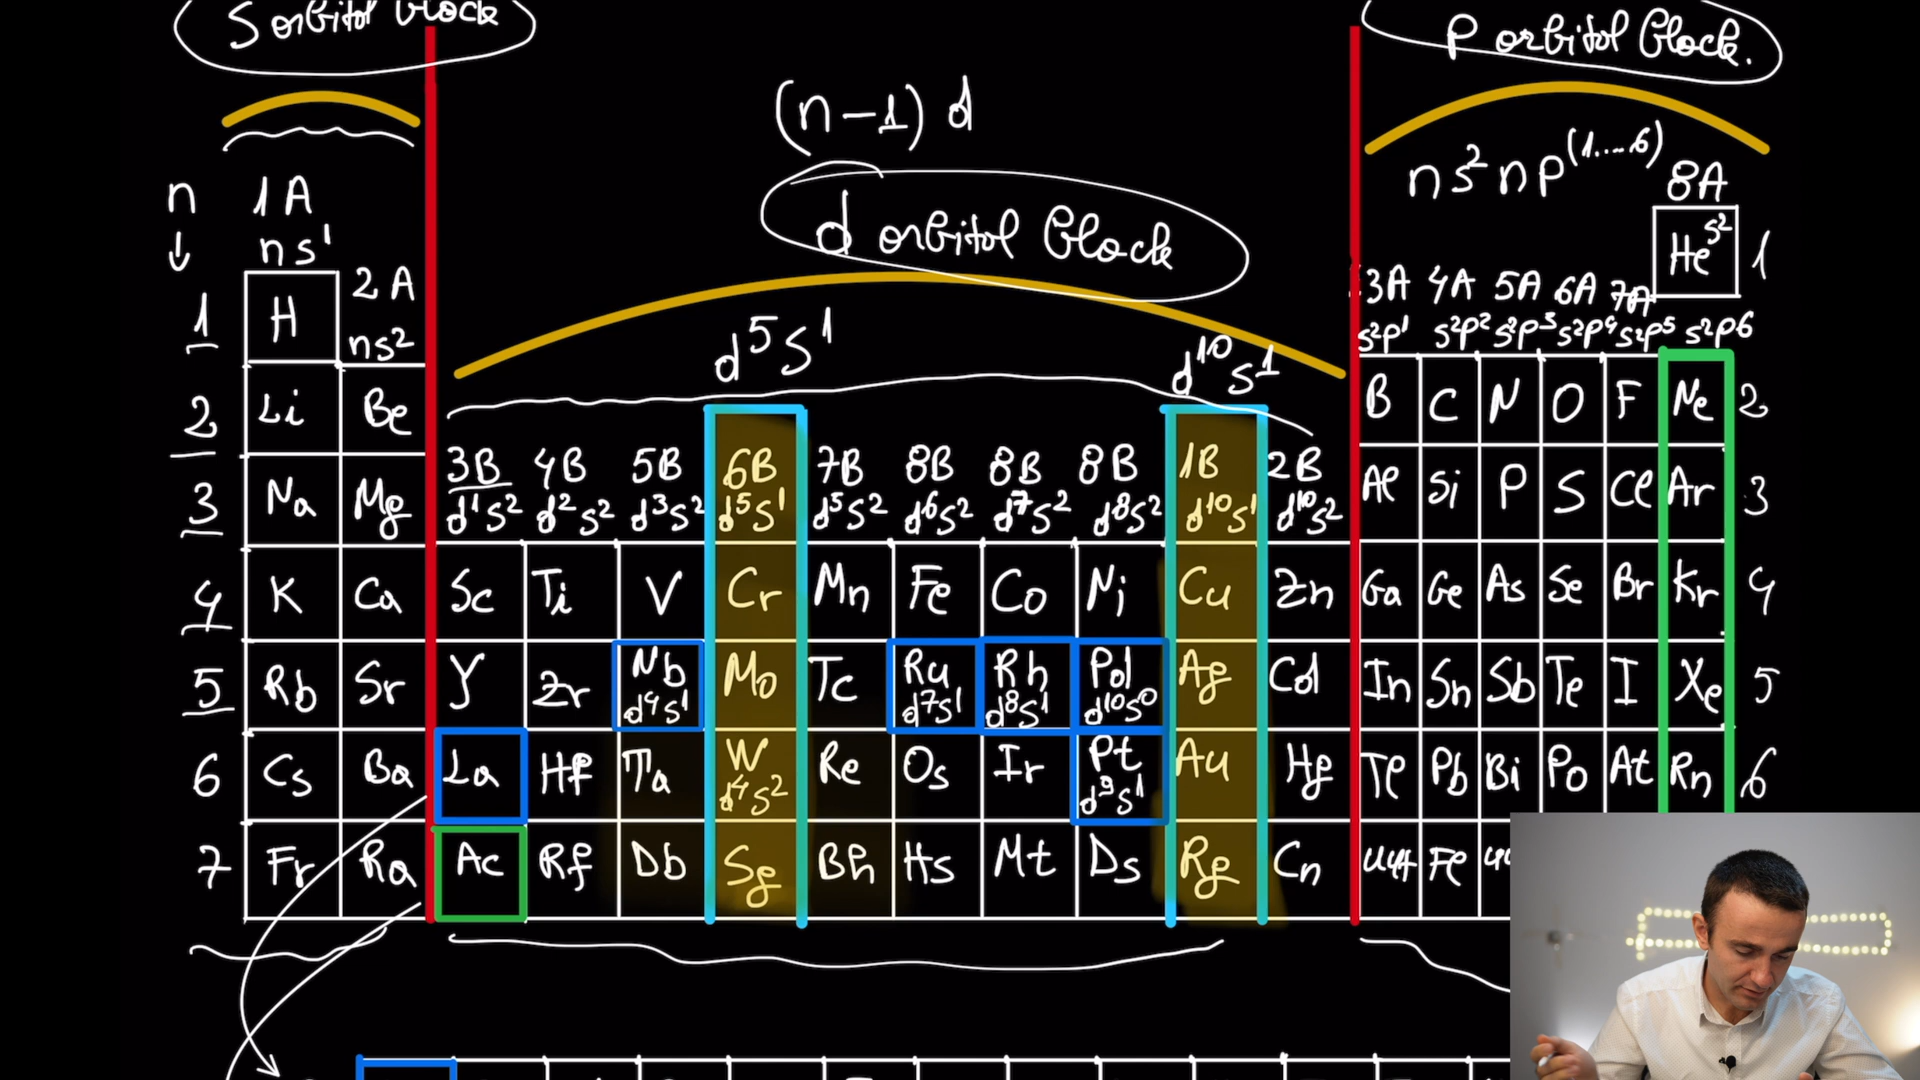 S orbital block
P orbital block.
(n-1) d
n 1A
ns² np⁽¹·····⁶⁾ 8A
d orbital block
ns¹
He s² 1
2A
3A 4A 5A 6A 7A
1 H
ns²
s²p¹ s²p² s²p³ s²p⁴ s²p⁵ s²p⁶
d⁵s¹ d¹⁰s¹
2 Li Be B C N O F Ne 2
3B 4B 5B 6B 7B 8B 8B 8B 1B 2B
3 Na Mg Al Si P S Cl Ar 3
d¹s² d²s² d³s² d⁵s¹ d⁵s² d⁶s² d⁷s² d⁸s² d¹⁰s¹ d¹⁰s²
4 K Ca Sc Ti V Cr Mn Fe Co Ni Cu Zn Ga Ge As Se Br Kr 4
5 Rb Sr Y Zr Nb Mo Tc Ru Rh Pd Ag Cd In Sn Sb Te I Xe 5
d⁴s¹ d⁷s¹ d⁸s¹ d¹⁰s⁰
6 Cs Ba La Hf Ta W Re Os Ir Pt Au Hg Tl Pb Bi Po At Rn 6
d⁴s² d⁹s¹
7 Fr Ra Ac Rf Db Sg Bh Hs Mt Ds Rg Cn Uut Fl